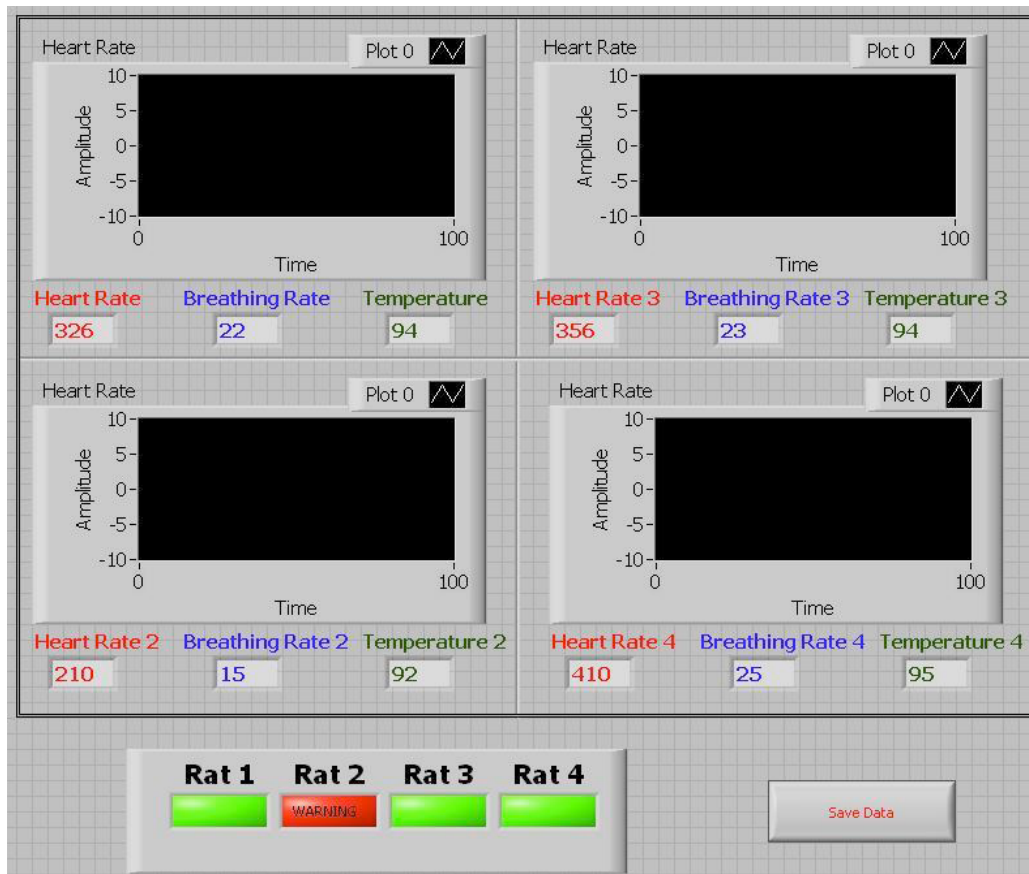 Heart Rate Plot 0
10
5
0
-5
-10
Amplitude
0 100
Time
Heart Rate Breathing Rate Temperature
326 22 94
Heart Rate Plot 0
10
5
0
-5
-10
Amplitude
0 100
Time
Heart Rate 3 Breathing Rate 3 Temperature 3
356 23 94
Heart Rate Plot 0
10
5
0
-5
-10
Amplitude
0 100
Time
Heart Rate 2 Breathing Rate 2 Temperature 2
210 15 92
Heart Rate Plot 0
10
5
0
-5
-10
Amplitude
0 100
Time
Heart Rate 4 Breathing Rate 4 Temperature 4
410 25 95
Rat 1 Rat 2 Rat 3 Rat 4
WARNING
Save Data